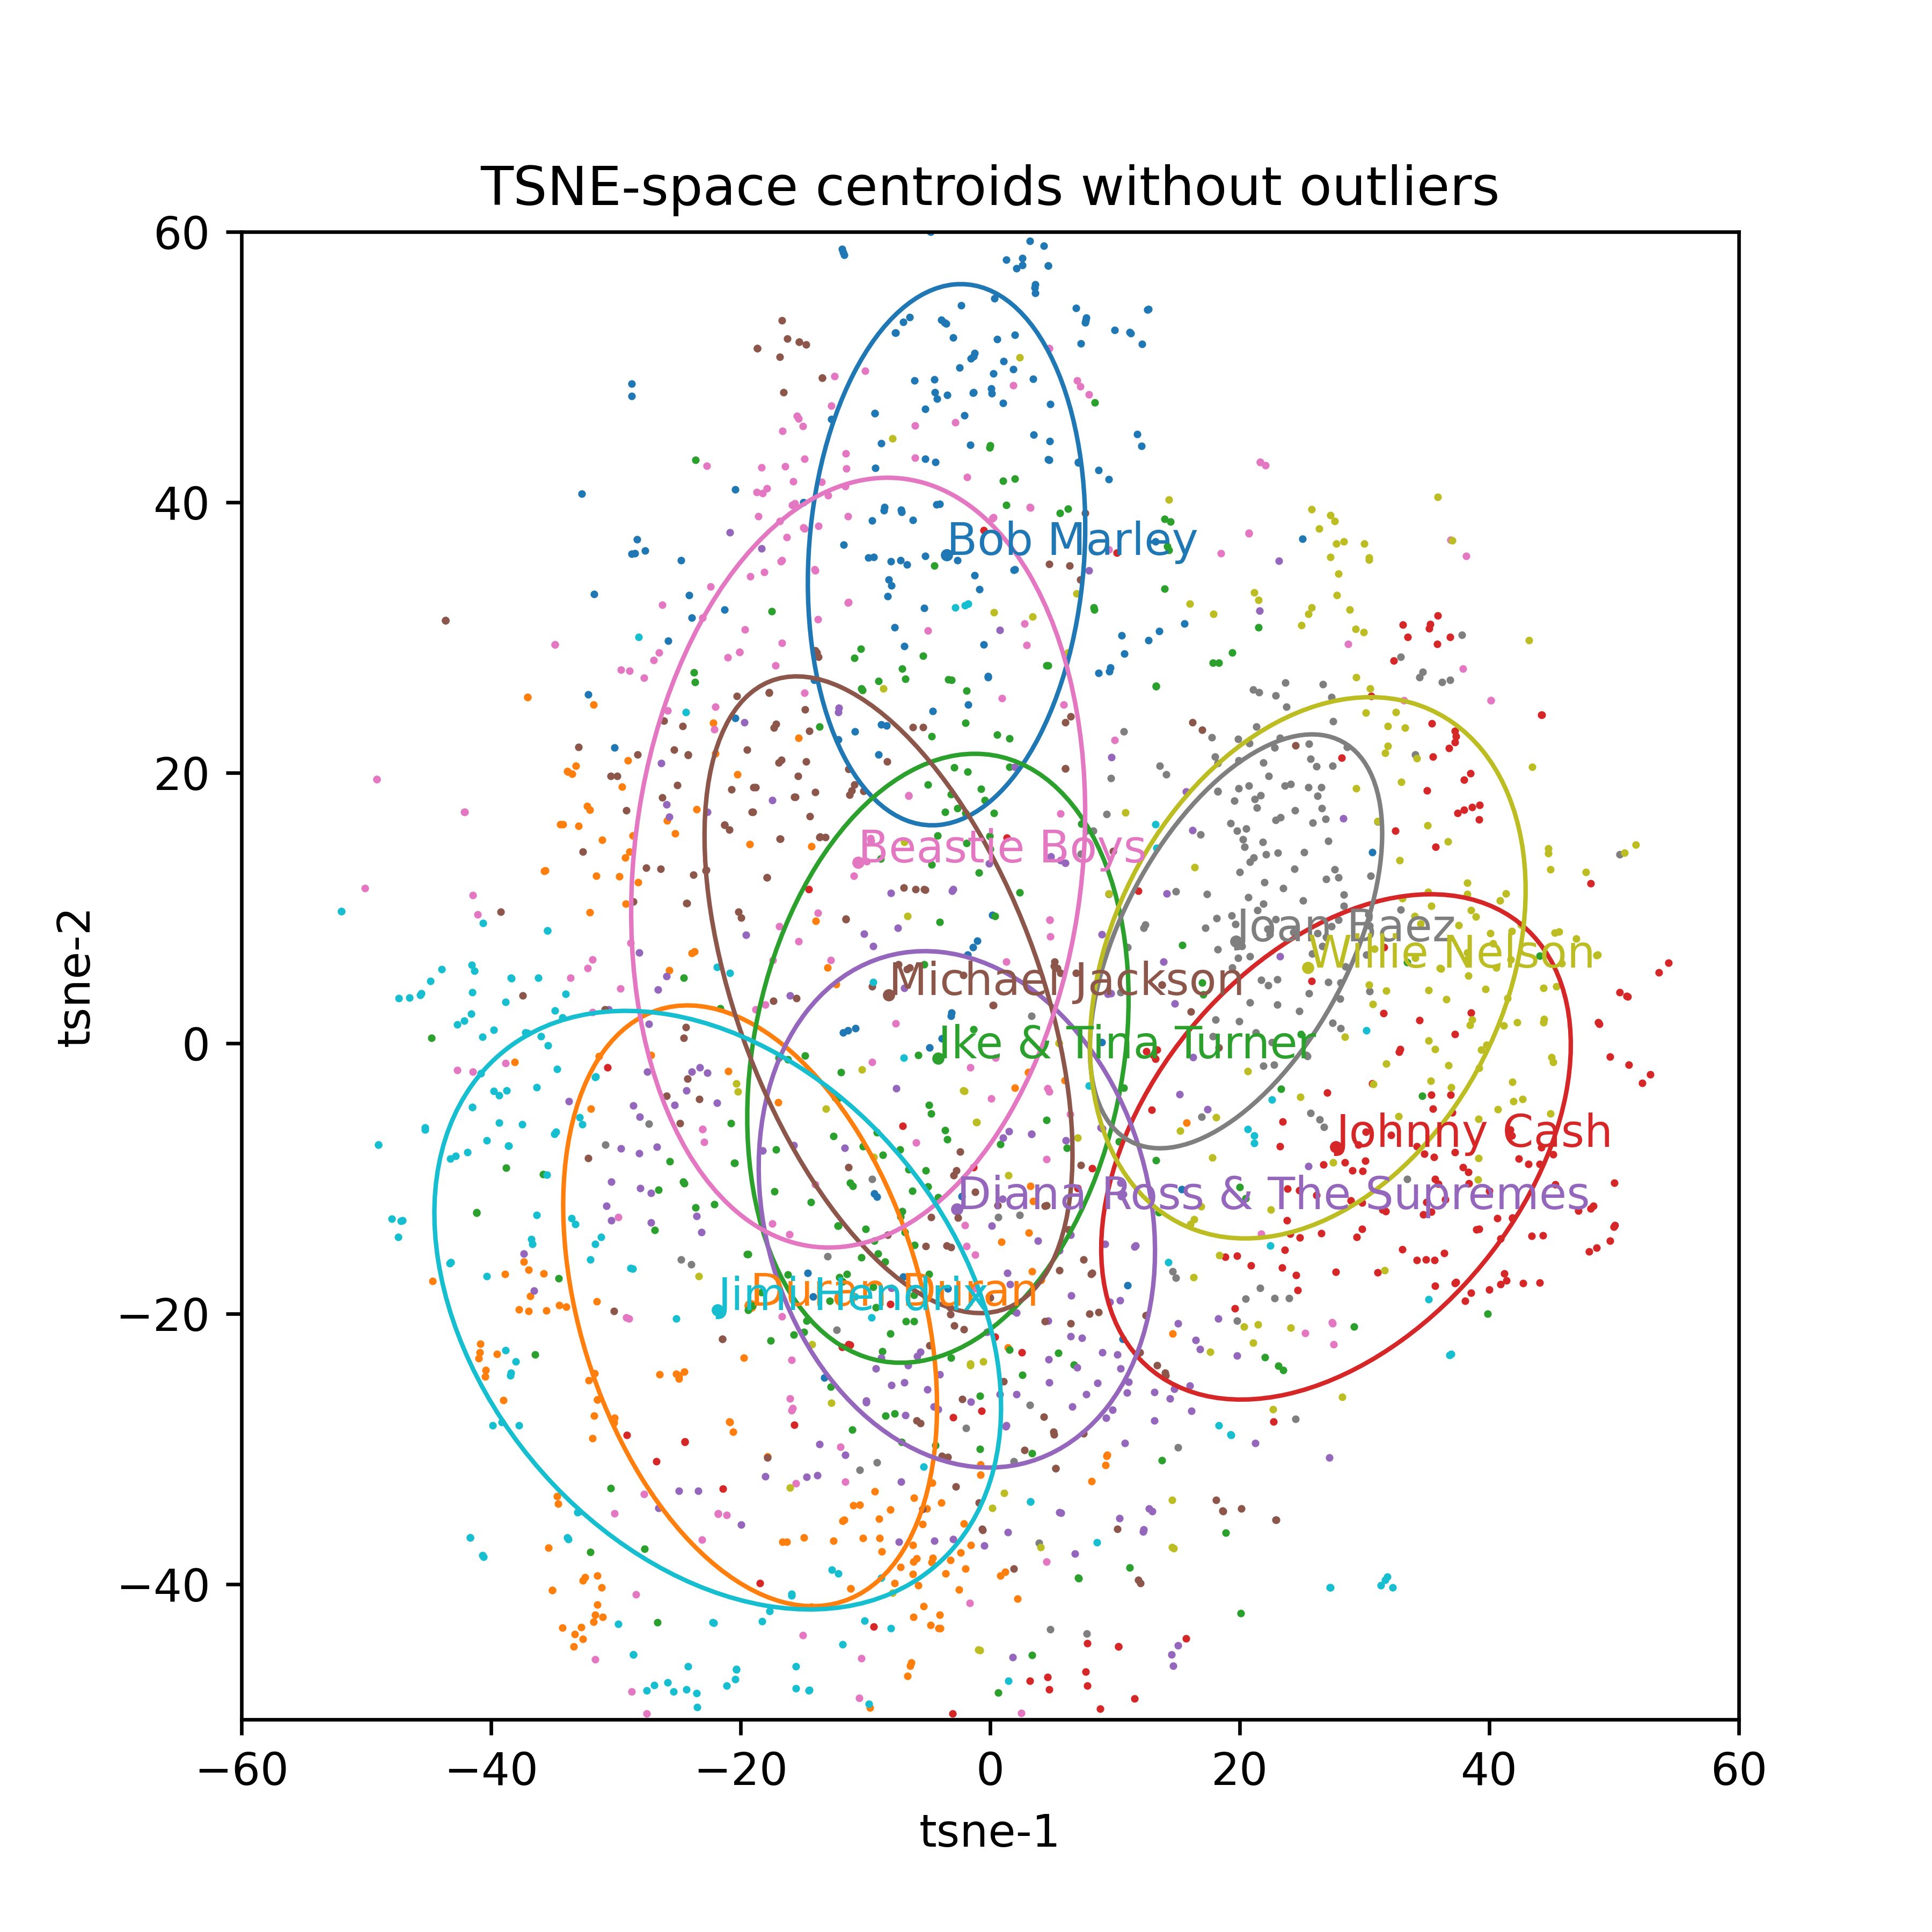 TSNE-space centroids without outliers
60
40
20
0
−20
−40
tsne-2
Bob Marley
Beastie Boys
Joan Baez
Willie Nelson
Michael Jackson
Ike & Tina Turner
Johnny Cash
Diana Ross & The Supremes
Duran Duran
Jimi Hendrix
−60
−40
−20
0
20
40
60
tsne-1